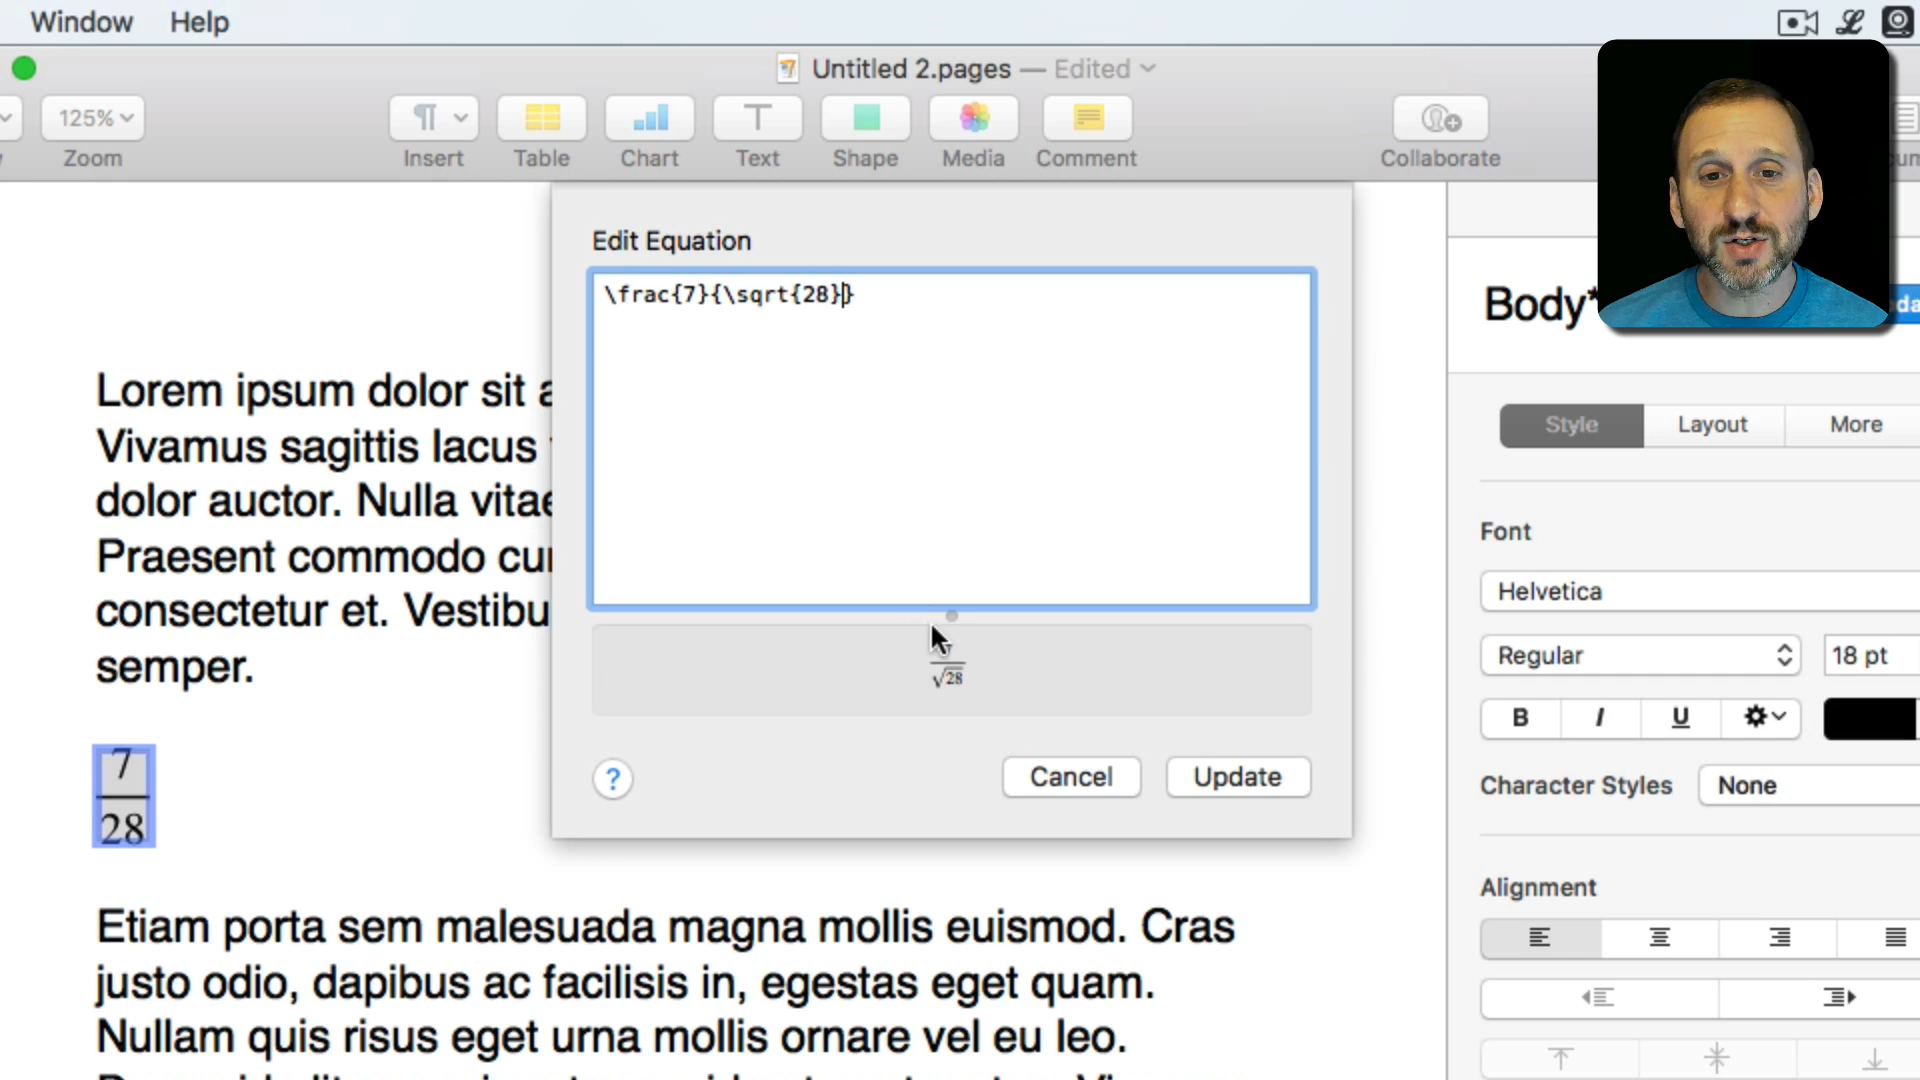 Window Help
Untitled 2.pages — Edited
125%
Zoom Insert Table Chart Text Shape Media Comment Collaborate
Edit Equation
\frac{7}{\sqrt{28}}
√28
? Cancel Update
Lorem ipsum dolor sit
Vivamus sagittis lacus
dolor auctor. Nulla vitae
Praesent commodo
consectetur et. Vestibu
semper.
7
28
Etiam porta sem malesuada magna mollis euismod. Cras
justo odio, dapibus ac facilisis in, egestas eget quam.
Nullam quis risus eget urna mollis ornare vel eu leo.
Body*
Style Layout More
Font
Helvetica
Regular 18 pt
B I U
Character Styles None
Alignment